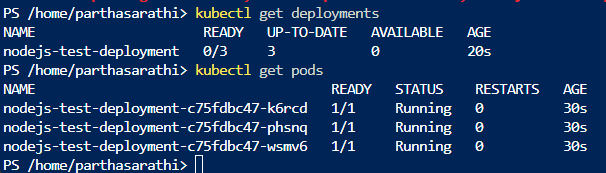 PS /home/parthasarathi> kubectl get deployments
NAME READY UP-TO-DATE AVAILABLE AGE
nodejs-test-deployment 0/3 3 0 20s
PS /home/parthasarathi> kubectl get pods
NAME READY STATUS RESTARTS AGE
nodejs-test-deployment-c75fdbc47-k6rcd 1/1 Running 0 30s
nodejs-test-deployment-c75fdbc47-phsnq 1/1 Running 0 30s
nodejs-test-deployment-c75fdbc47-wsmv6 1/1 Running 0 30s
PS /home/parthasarathi>